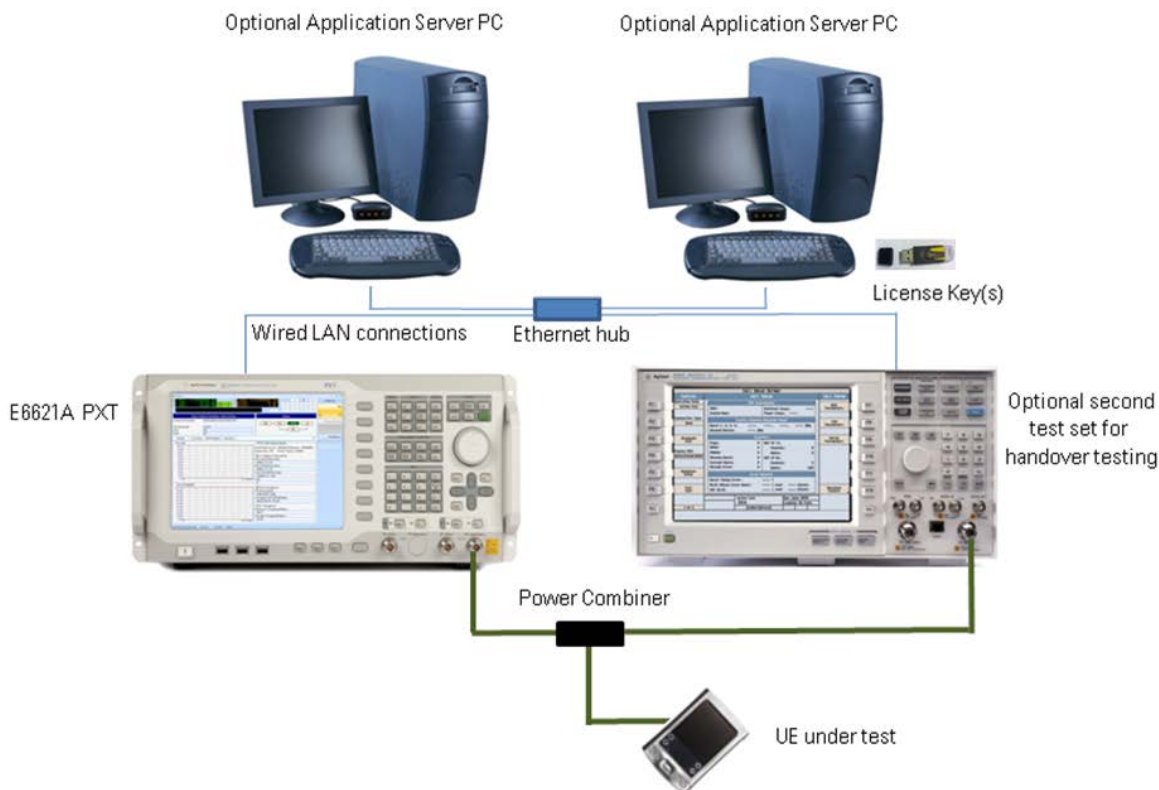 Optional Application Server PC
Optional Application Server PC
License Key(s)
Wired LAN connections
Ethernet hub
E6621A PXT
Optional second
test set for
handover testing
Power Combiner
UE under test